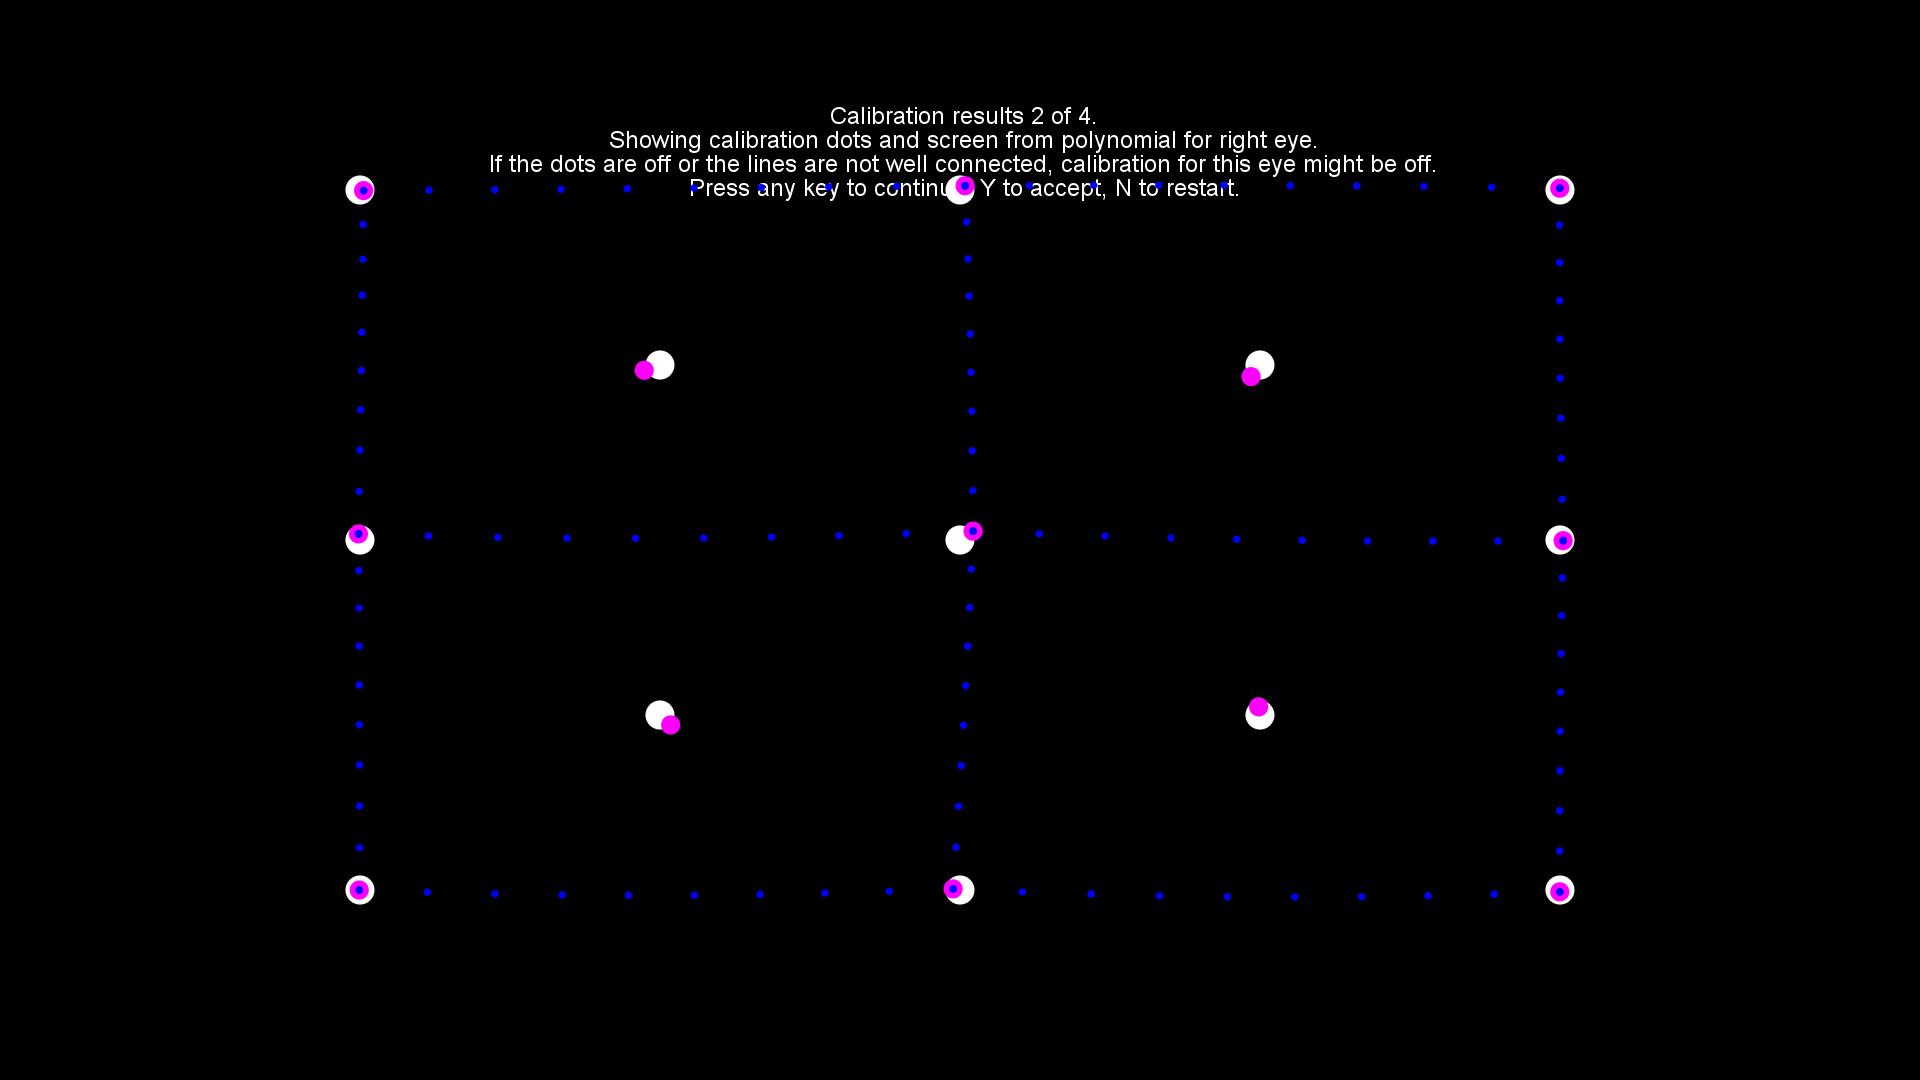 Calibration results 2 of 4.
Showing calibration dots and screen from polynomial for right eye.
If the dots are off or the lines are not well connected, calibration for this eye might be off.
Press any key to continue, Y to accept, N to restart.